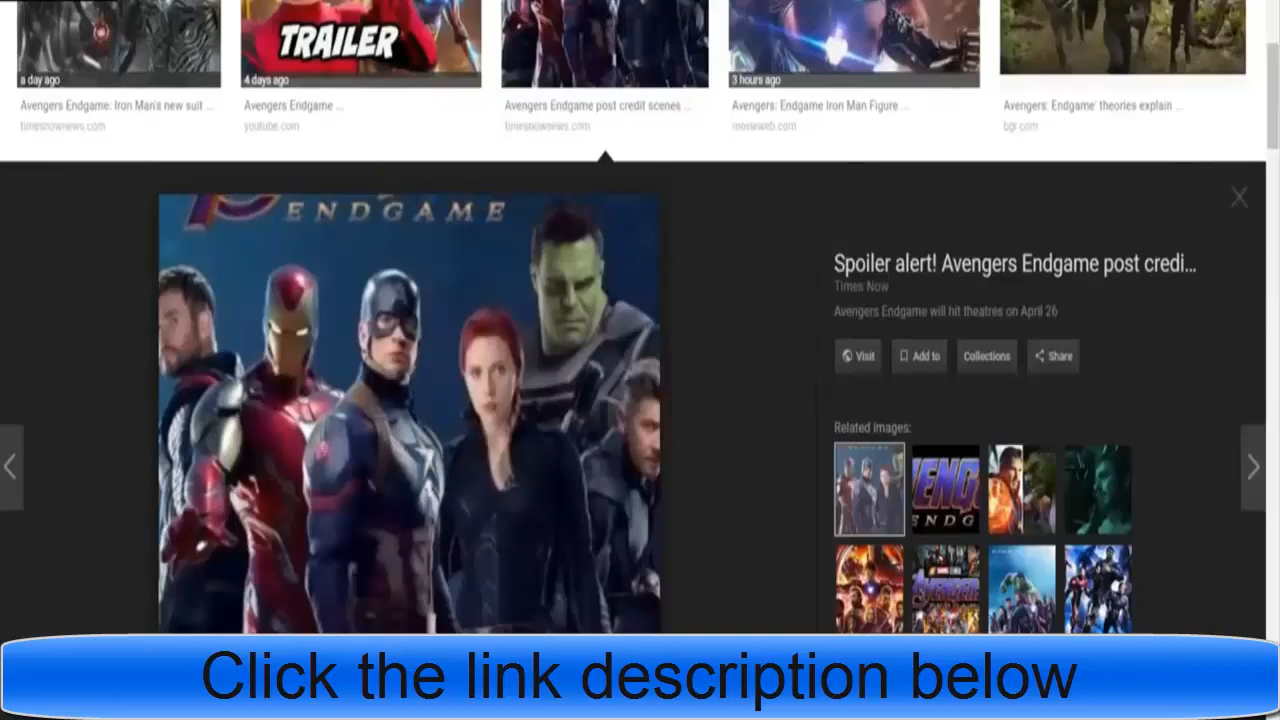 TRAILER
a day ago
4 days ago
3 hours ago
Avengers Endgame: Iron Man's new suit ...
Avengers Endgame ...
Avengers Endgame post credit scenes ...
Avengers: Endgame Iron Man Figure ...
Avengers: Endgame' theories explain ...
timesnownews.com
youtube.com
timesnownews.com
movieweb.com
bgr.com
ENDGAME
Spoiler alert! Avengers Endgame post credi...
Times Now
Avengers Endgame will hit theatres on April 26
Visit
Add to
Collections
Share
Related images:
ENDG
Click the link description below